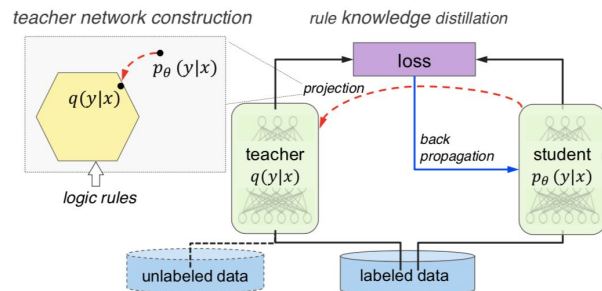 teacher network construction
rule knowledge distillation
loss
p_θ(y|x)
q(y|x)
projection
logic rules
teacher
q(y|x)
back
propagation
student
p_θ(y|x)
unlabeled data
labeled data